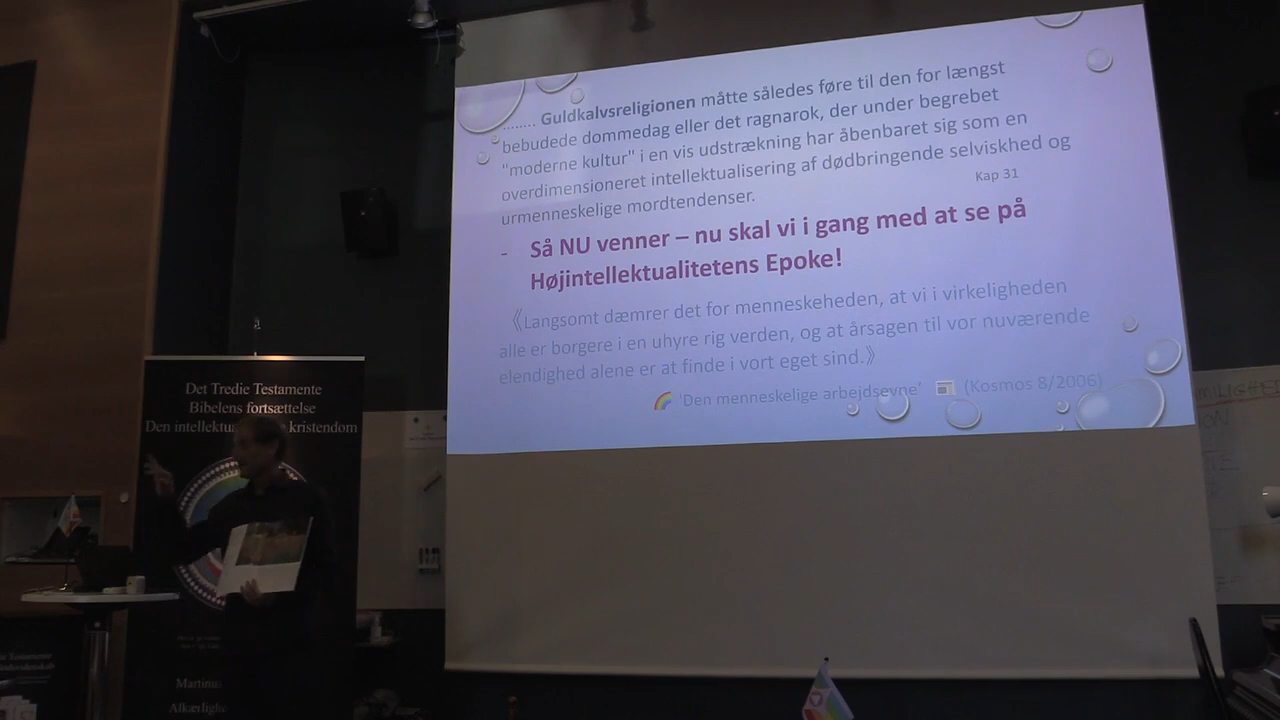 ........ Guldkalvsreligionen måtte således føre til den for længst
bebudede dommedag eller det ragnarok, der under begrebet
"moderne kultur" i en vis udstrækning har åbenbaret sig som en
overdimensioneret intellektualisering af dødbringende selviskhed og
urmenneskelige mordtendenser.
Kap 31
- Så NU venner – nu skal vi i gang med at se på
Højintellektualitetens Epoke!
《Langsomt dæmrer det for menneskeheden, at vi i virkeligheden
alle er borgere i en uhyre rig verden, og at årsagen til vor nuværende
elendighed alene er at finde i vort eget sind.》
'Den menneskelige arbejdsevne' (Kosmos 8/2006)
Det Tredie Testamente
Bibelens fortsættelse
Den kristendom
Testamente
Martinus